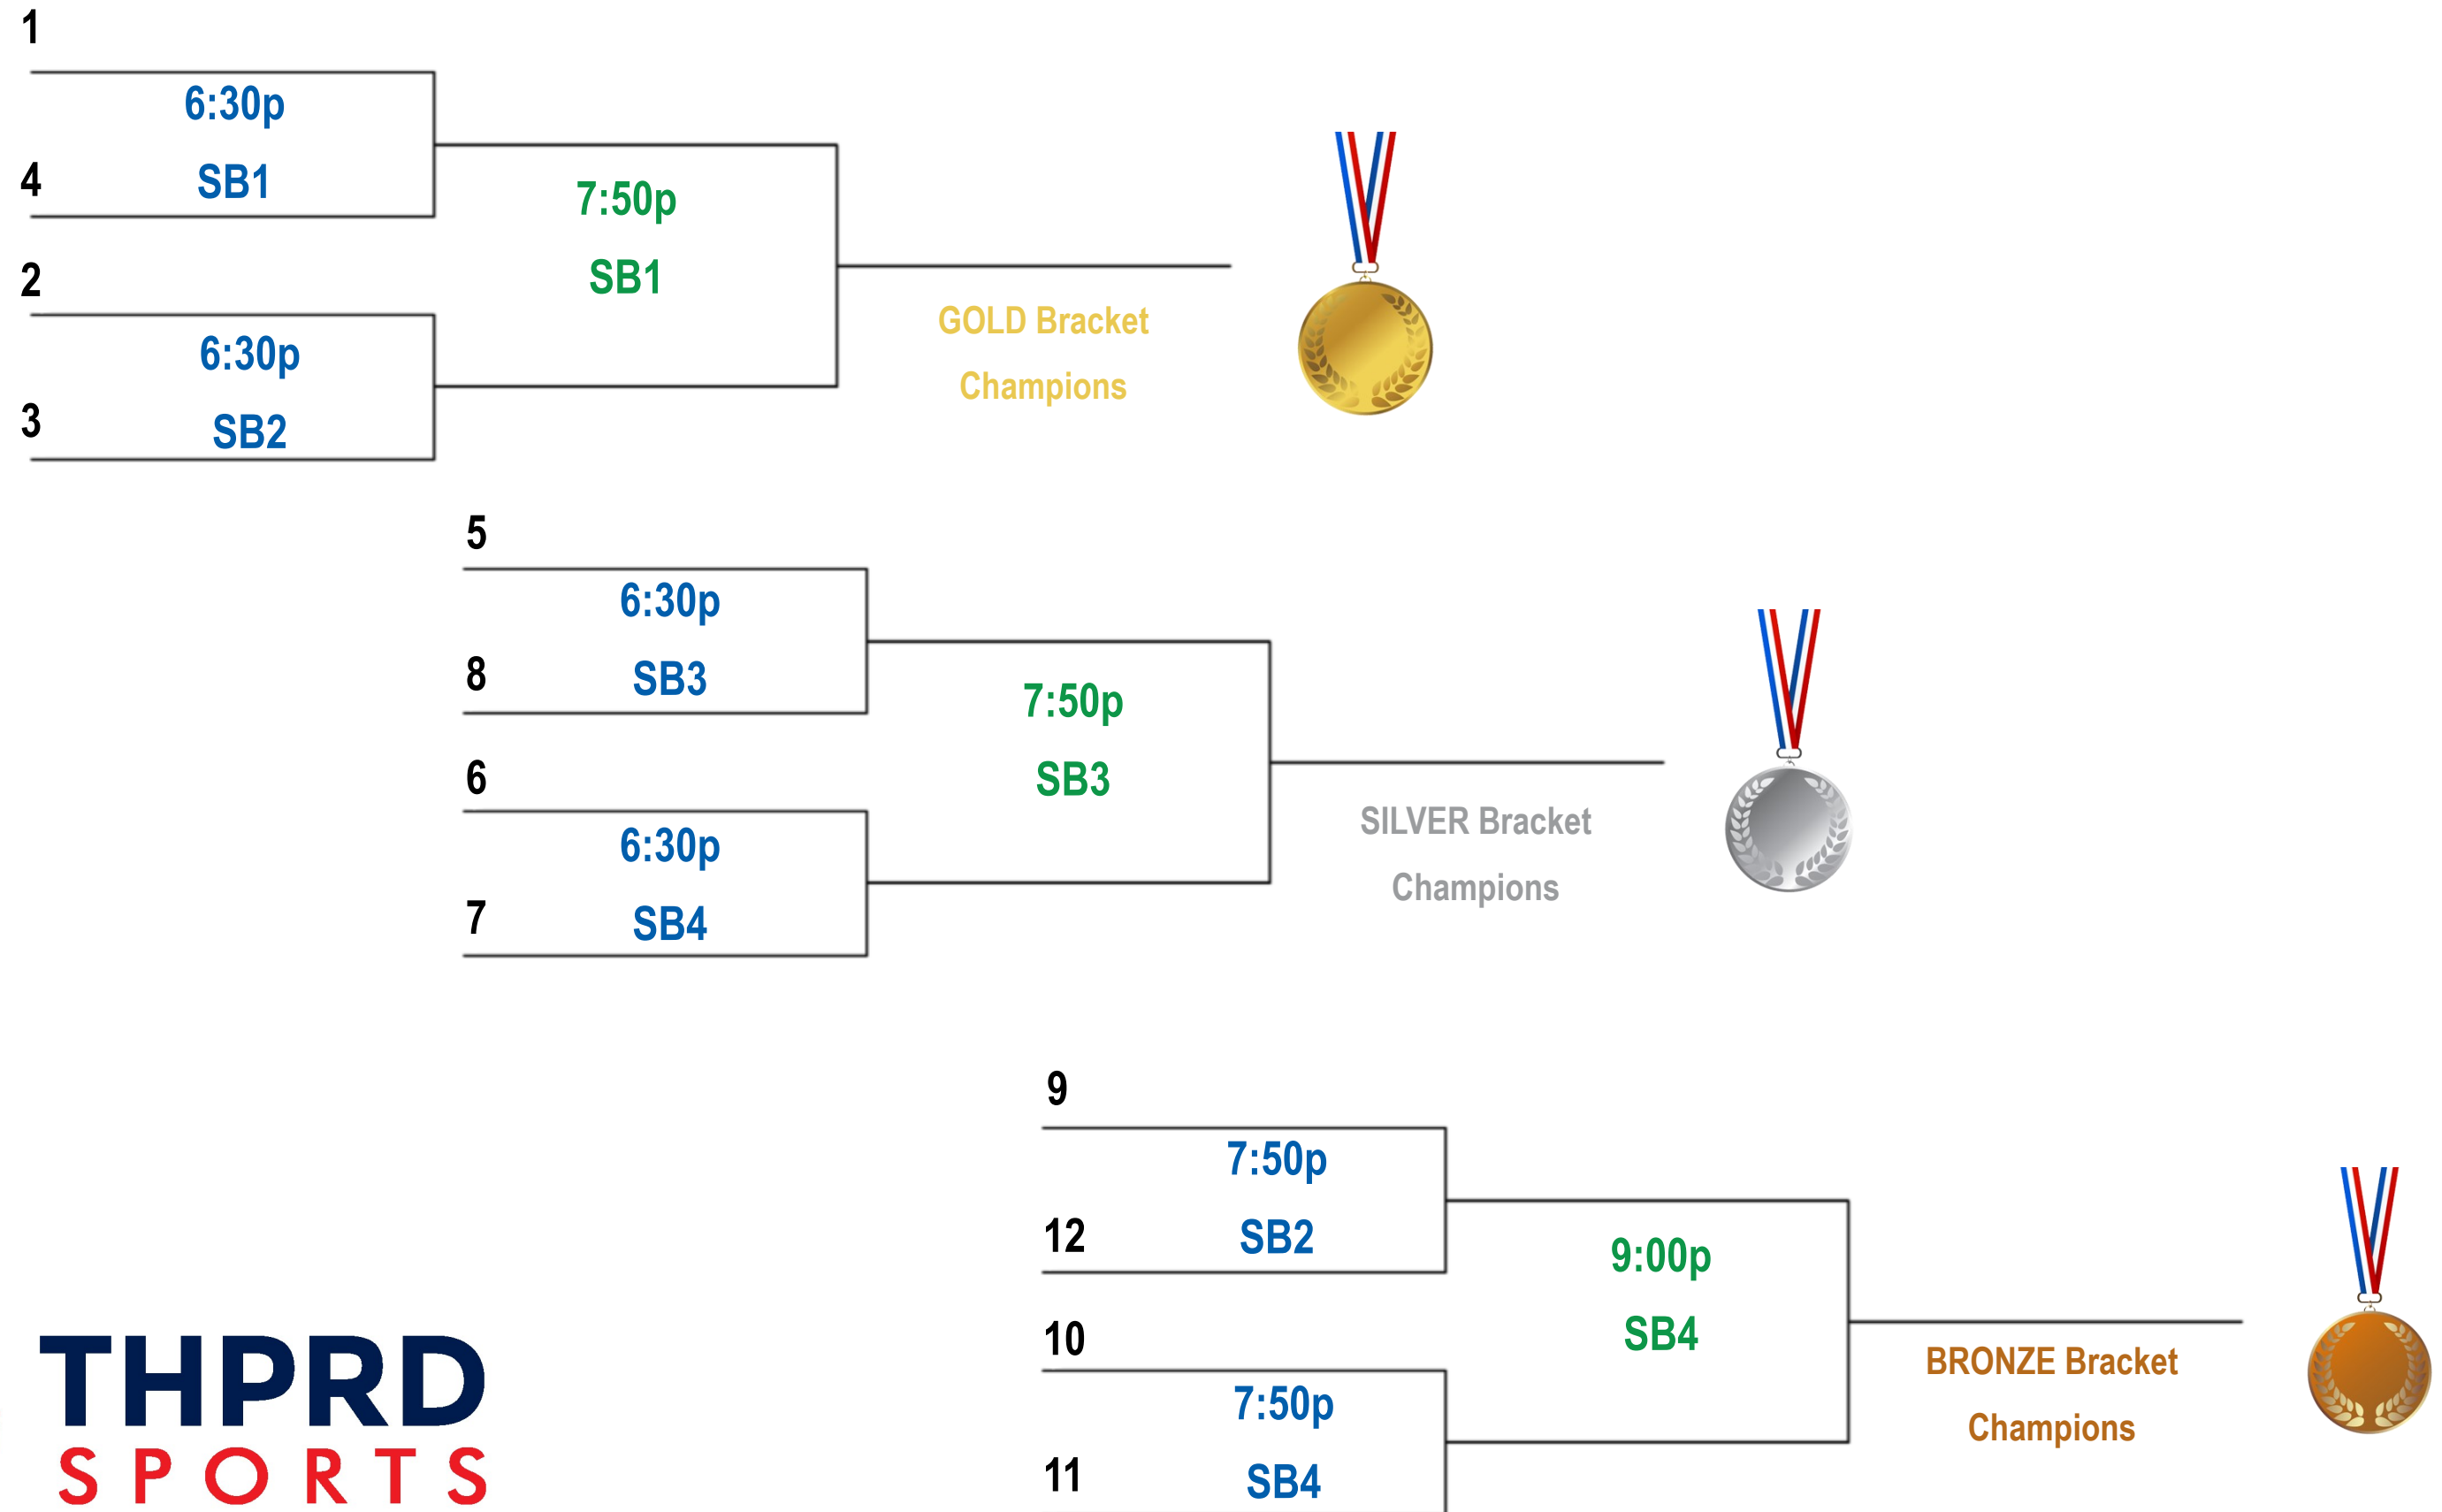 1
6:30p
4
SB1
7:50p
SB1
2
6:30p
3
SB2
GOLD Bracket
Champions
5
6:30p
8
SB3
7:50p
SB3
6
6:30p
7
SB4
SILVER Bracket
Champions
9
7:50p
12
SB2
9:00p
SB4
10
7:50p
11
SB4
BRONZE Bracket
Champions
THPRD
SPORTS